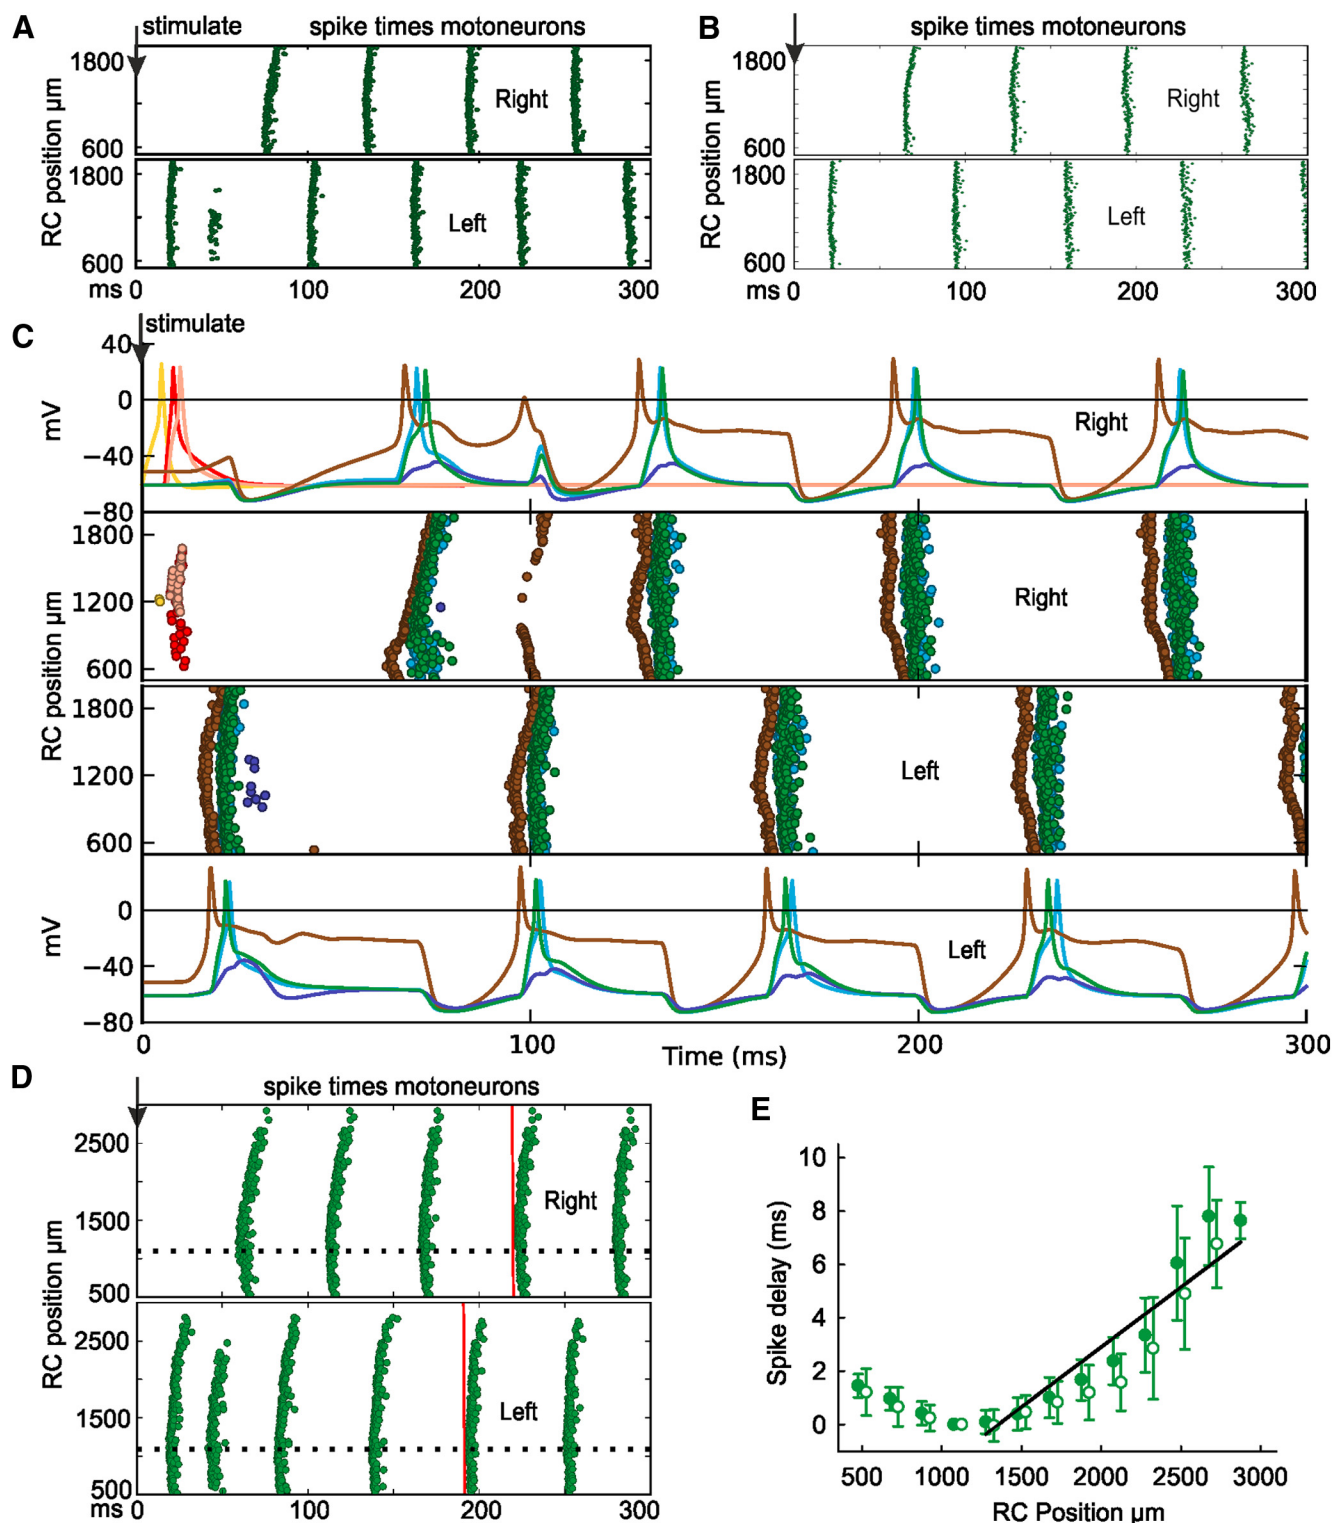 A
stimulate
spike times motoneurons
RC position µm
1800
Right
600
1800
Left
600
ms 0 100 200 300
B
spike times motoneurons
RC position µm
1800
Right
600
1800
Left
600
ms 0 100 200 300
C
stimulate
40
0
mV
Right
−40
−80
RC position µm
1800
1200
Right
600
1800
1200
Left
600
0
mV
Left
−40
−80
0 100 200 300
Time (ms)
D
spike times motoneurons
RC position µm
2500
Right
1500
500
2500
1500
Left
500
ms 0 100 200 300
E
Spike delay (ms)
10
8
6
4
2
0
500 1000 1500 2000 2500 3000
RC Position µm